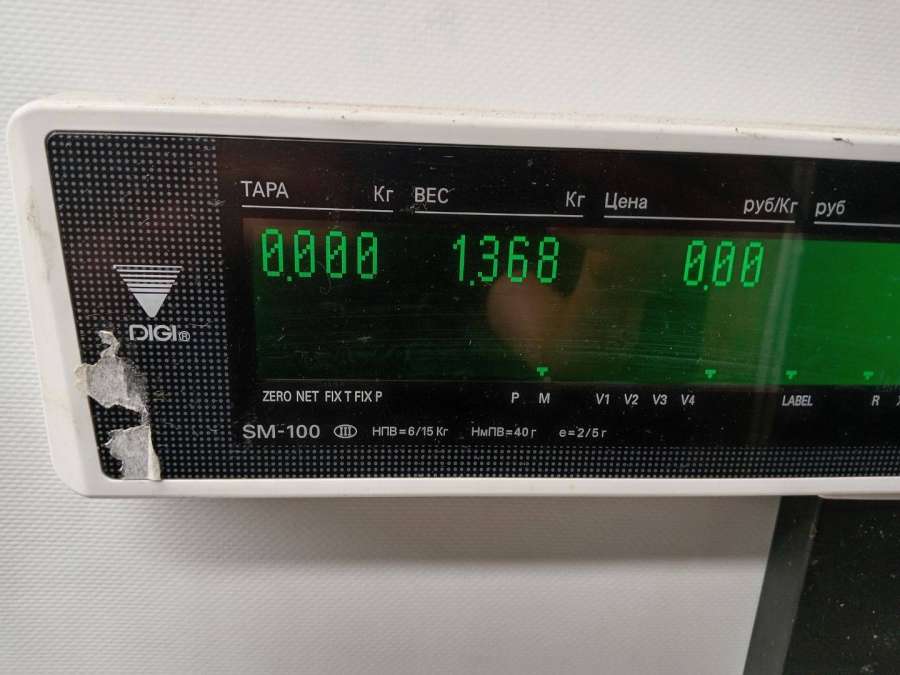 ТАРА Кг ВЕС Кг Цена руб/Кг руб
0.000 1.368 0.00
DIGI®
ZERO NET FIX T FIX P P M V1 V2 V3 V4 LABEL R
SM-100 III НПВ=6/15 Кг НмПВ=40 г e=2/5 г